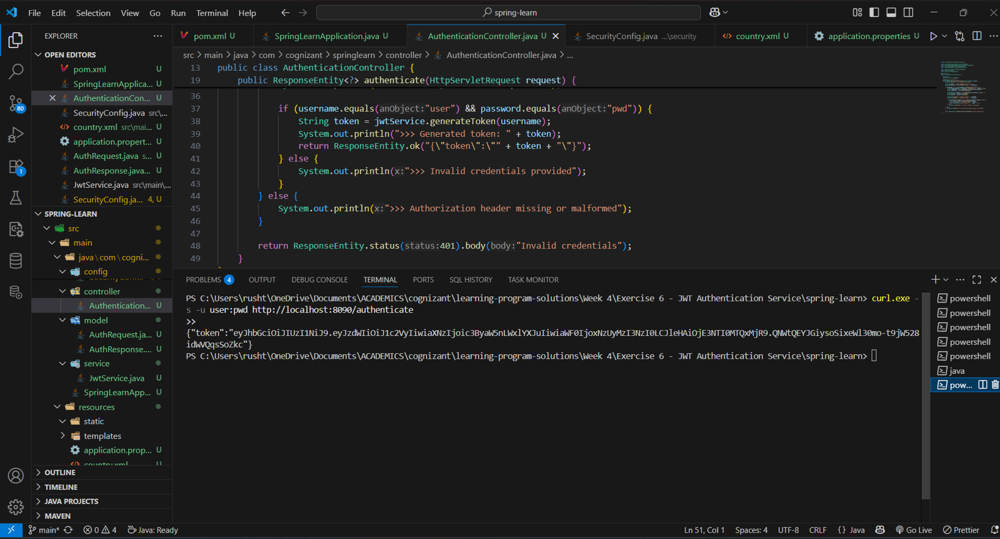 File Edit Selection View Go Run Terminal Help
spring-learn
EXPLORER
OPEN EDITORS
pom.xml U
SpringLearnApplica... U
AuthenticationCon... U
SecurityConfig.java src\...
country.xml src\mai... U
application.propert... U
AuthRequest.java s... U
AuthResponse.java... U
JwtService.java src\main\...
SecurityConfig.ja... 4, U
SPRING-LEARN
src
main
java\com\cogni...
config
controller
Authentication... U
model
AuthRequest.ja... U
AuthResponse.... U
service
JwtService.java U
SpringLearnApp... U
resources
static
templates
application.prop... U
country.xml U
OUTLINE
TIMELINE
JAVA PROJECTS
MAVEN
80
1
pom.xml U
SpringLearnApplication.java U
AuthenticationController.java U
SecurityConfig.java ...\security
country.xml U
application.properties U
src > main > java > com > cognizant > springlearn > controller > AuthenticationController.java > ...
13 public class AuthenticationController {
19 public ResponseEntity<?> authenticate(HttpServletRequest request) {
36
37 if (username.equals(anObject:"user") && password.equals(anObject:"pwd")) {
38 String token = jwtService.generateToken(username);
39 System.out.println(">>> Generated token: " + token);
40 return ResponseEntity.ok("{\"token\":\"" + token + "\"}");
41 } else {
42 System.out.println(x:">>> Invalid credentials provided");
43 }
44 } else {
45 System.out.println(x:">>> Authorization header missing or malformed");
46 }
47
48 return ResponseEntity.status(status:401).body(body:"Invalid credentials");
49 }
PROBLEMS 4 OUTPUT DEBUG CONSOLE TERMINAL PORTS SQL HISTORY TASK MONITOR
PS C:\Users\rusht\OneDrive\Documents\ACADEMICS\cognizant\learning-program-solutions\Week 4\Exercise 6 - JWT Authentication Service\spring-learn> curl.exe -
s -u user:pwd http://localhost:8090/authenticate
>>
{"token":"eyJhbGciOiJIUzI1NiJ9.eyJzdWIiOiJ1c2VyIiwiaXNzIjoic3ByaW5nLWxlYXJuIiwiaWF0IjoxNzUyMzI3NzI0LCJleHAiOjE3NTI0MTQxMjR9.QNWtQEYJGiysoSixeWl30mo-t9jW528
idWVQqsSoZkc"}
PS C:\Users\rusht\OneDrive\Documents\ACADEMICS\cognizant\learning-program-solutions\Week 4\Exercise 6 - JWT Authentication Service\spring-learn>
powershell
powershell
powershell
powershell
powershell
java
pow...
main* 0 4 Java: Ready
Ln 51, Col 1 Spaces: 4 UTF-8 CRLF {} Java Go Live Prettier